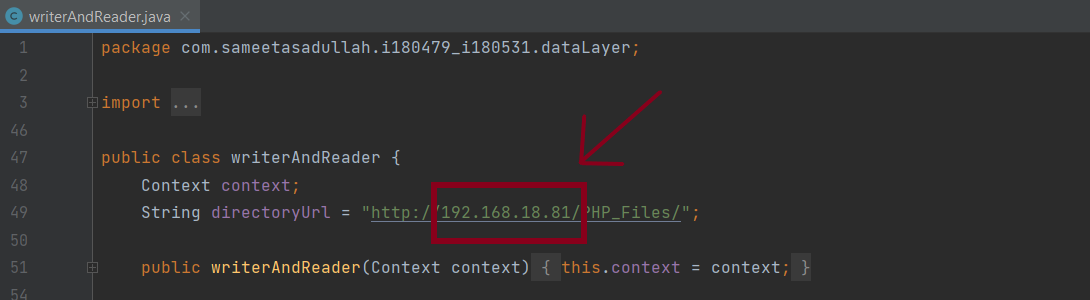 writerAndReader.java
1 package com.sameetasadullah.i180479_i180531.dataLayer;
2
3 import ...
46
47 public class writerAndReader {
48 Context context;
49 String directoryUrl = "http://192.168.18.81/PHP_Files/";
50
51 public writerAndReader(Context context) { this.context = context; }
54